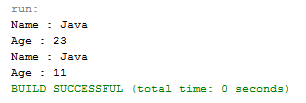 run:
Name : Java
Age : 23
Name : Java
Age : 11
BUILD SUCCESSFUL (total time: 0 seconds)